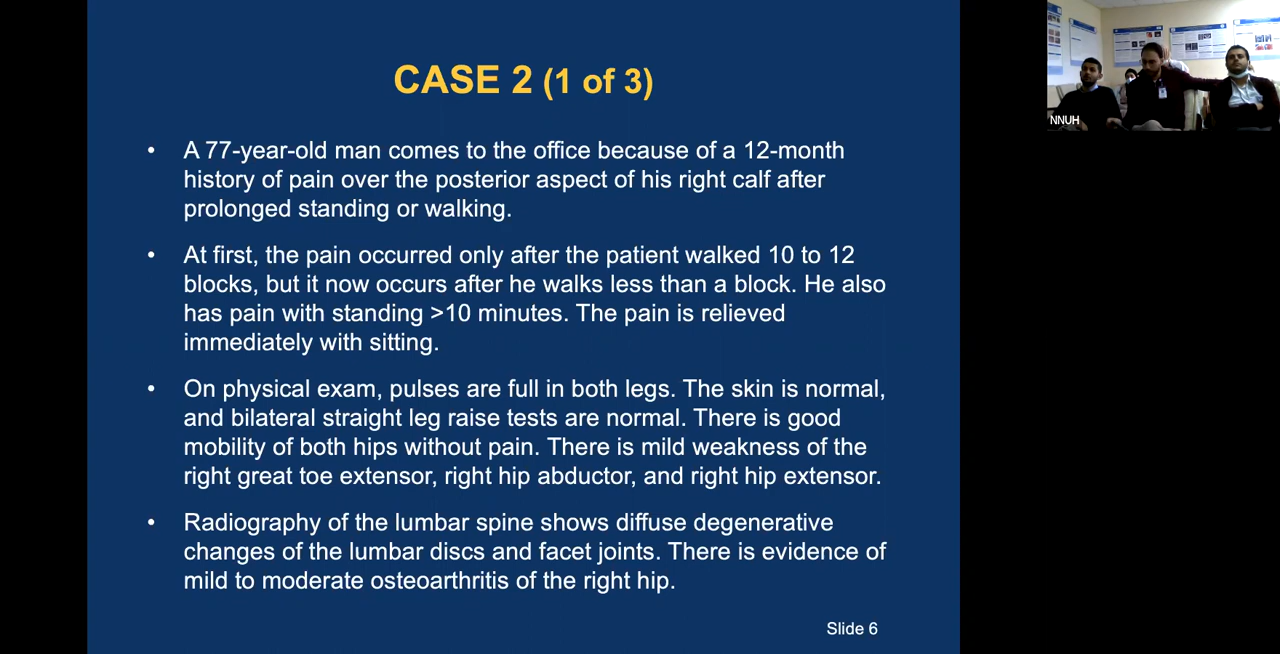 CASE 2 (1 of 3)
• A 77-year-old man comes to the office because of a 12-month
history of pain over the posterior aspect of his right calf after
prolonged standing or walking.
• At first, the pain occurred only after the patient walked 10 to 12
blocks, but it now occurs after he walks less than a block. He also
has pain with standing >10 minutes. The pain is relieved
immediately with sitting.
• On physical exam, pulses are full in both legs. The skin is normal,
and bilateral straight leg raise tests are normal. There is good
mobility of both hips without pain. There is mild weakness of the
right great toe extensor, right hip abductor, and right hip extensor.
• Radiography of the lumbar spine shows diffuse degenerative
changes of the lumbar discs and facet joints. There is evidence of
mild to moderate osteoarthritis of the right hip.
Slide 6
NNUH